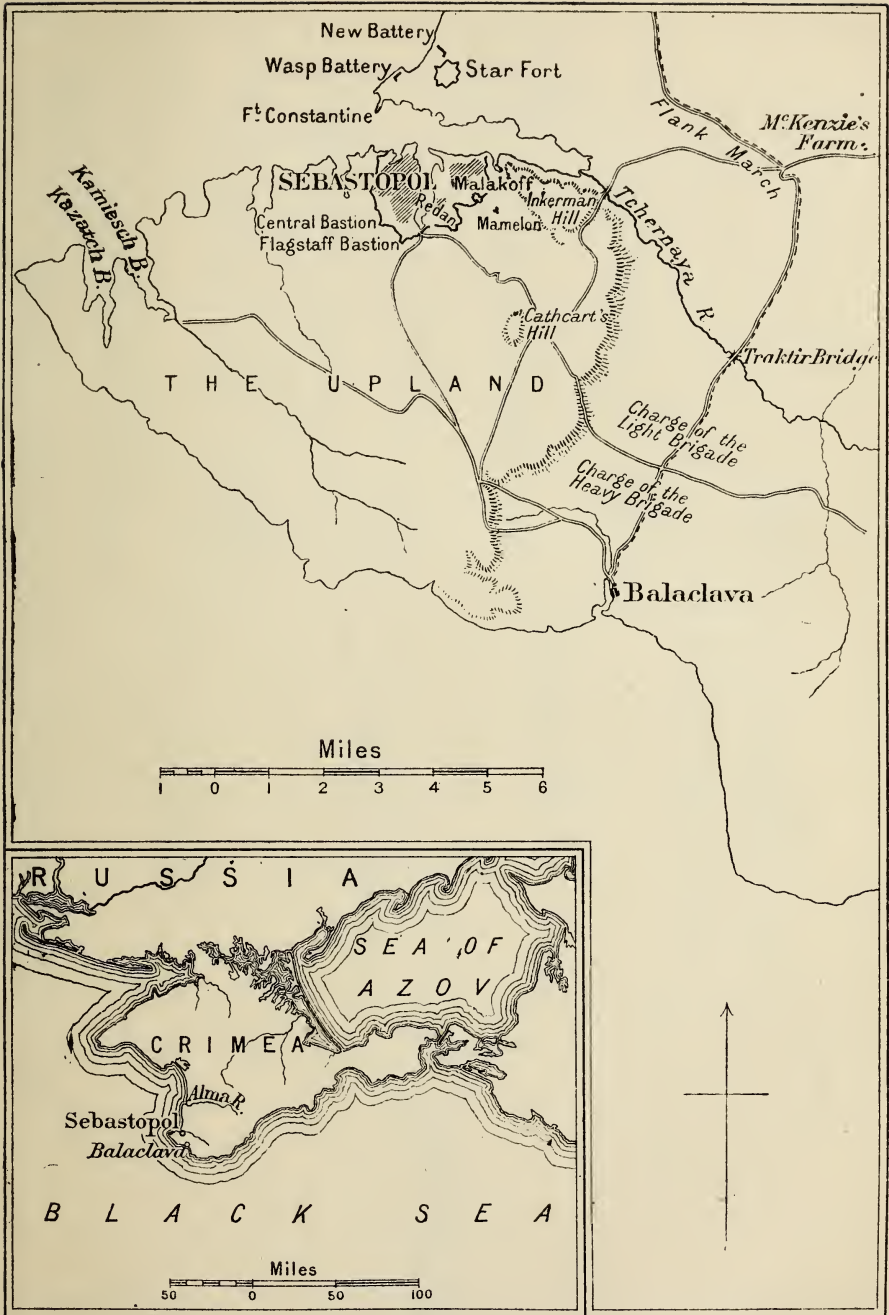 New Battery
Wasp Battery
Star Fort
Ft. Constantine
McKenzie's
Farm
Flank March
Kamiesch B.
Kazatch B.
SEBASTOPOL
Malakoff
Redan
Inkerman
Hill
Mamelon
Central Bastion
Flagstaff Bastion
Tchernaya R.
Cathcart's
Hill
Traktir Bridge
THE UPLAND
Charge of the
Light Brigade
Charge of the
Heavy Brigade
Balaclava
Miles
1 0 1 2 3 4 5 6
RUSSIA
SEA OF
AZOV
CRIMEA
Alma R.
Sebastopol
Balaclava
BLACK SEA
Miles
50 0 50 100